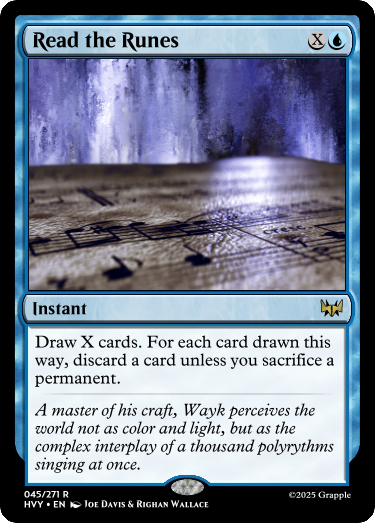 Read the Runes X
Instant
Draw X cards. For each card drawn this
way, discard a card unless you sacrifice a
permanent.
A master of his craft, Wayk perceives the
world not as color and light, but as the
complex interplay of a thousand polyrytms
singing at once.
045/271 R
HVY • EN Joe Davis & Righan Wallace
©2025 Grapple